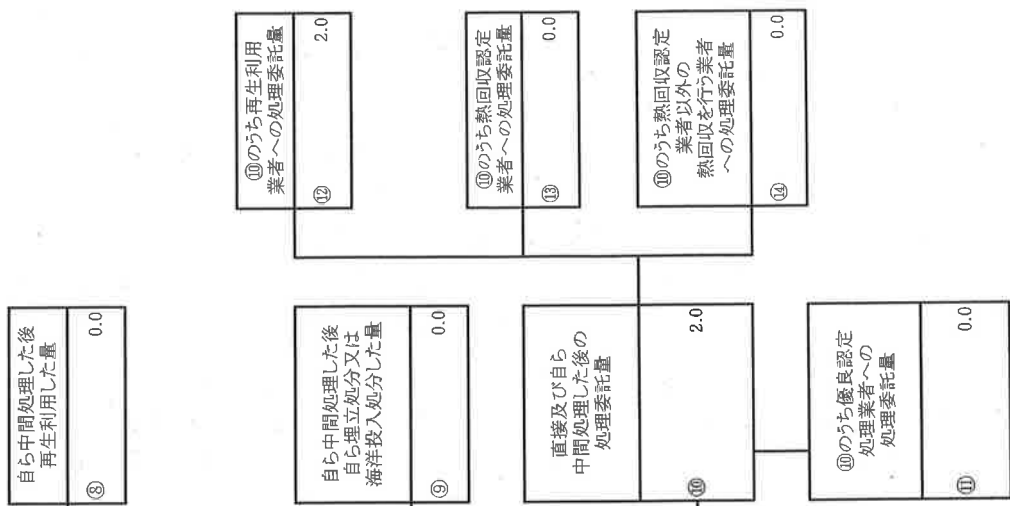 自ら中間処理した後
再生利用した量
⑧
0.0
自ら中間処理した後
自ら埋立処分又は
海洋投入処分した量
⑨
0.0
直接及び自ら
中間処理した後の
処理委託量
⑩
2.0
⑩のうち優良認定
処理業者への
処理委託量
⑪
0.0
⑩のうち再生利用
業者への処理委託量
⑫
2.0
⑩のうち熱回収認定
業者への処理委託量
⑬
0.0
⑩のうち熱回収認定
業者以外の
熱回収を行う業者
への処理委託量
⑭
0.0